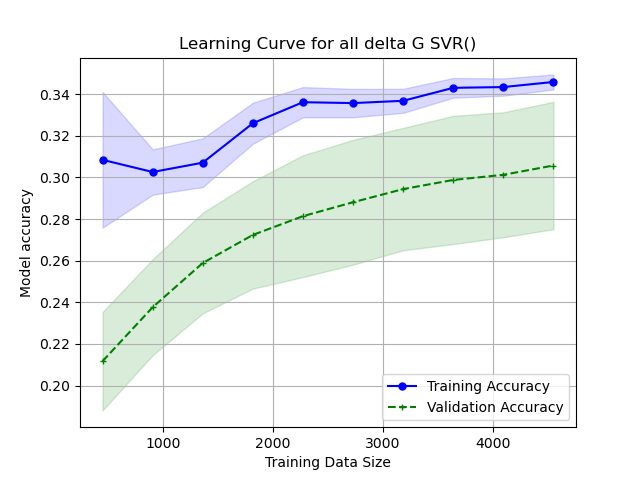 Learning Curve for all delta G SVR()
Model accuracy
0.34
0.32
0.30
0.28
0.26
0.24
0.22
0.20
Training Accuracy
Validation Accuracy
1000 2000 3000 4000
Training Data Size